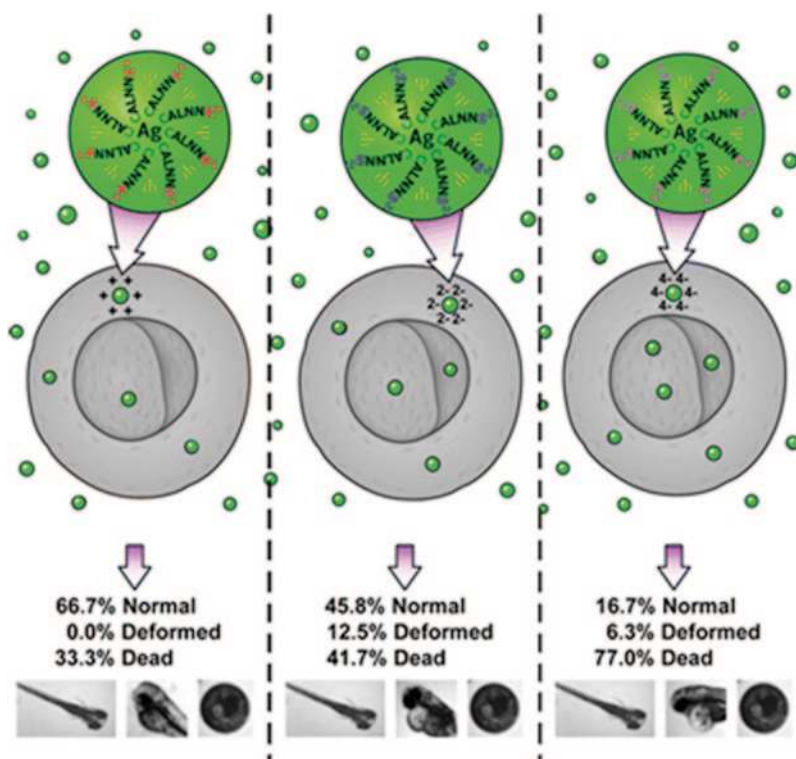 ALNN
ALNN
ALNN
ALNN
ALNN
ALNN
ALNN
ALNN
Ag
+ +
+ +
+ +
66.7% Normal
0.0% Deformed
33.3% Dead
ALNN
ALNN
ALNN
ALNN
ALNN
ALNN
ALNN
ALNN
Ag
2- 2-
2- 2-
2- 2-
45.8% Normal
12.5% Deformed
41.7% Dead
ALNN
ALNN
ALNN
ALNN
ALNN
ALNN
ALNN
ALNN
Ag
4- 4-
4- 4-
4- 4-
16.7% Normal
6.3% Deformed
77.0% Dead